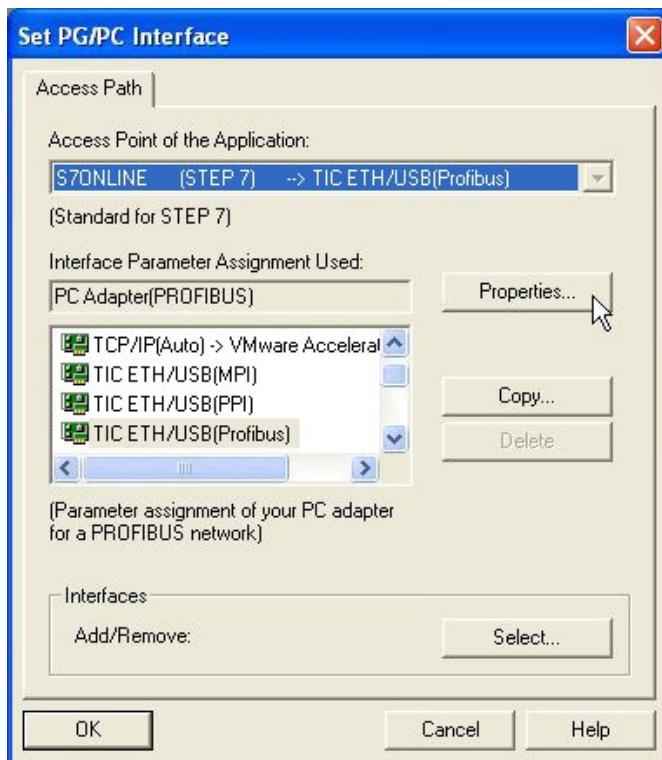 Set PG/PC Interface
Access Path
Access Point of the Application:
S7ONLINE (STEP 7) --> TIC ETH/USB(Profibus)
(Standard for STEP 7)
Interface Parameter Assignment Used:
PC Adapter(PROFIBUS)
Properties...
TCP/IP(Auto) -> VMware Accelerat
TIC ETH/USB(MPI)
TIC ETH/USB(PPI)
TIC ETH/USB(Profibus)
Copy...
Delete
(Parameter assignment of your PC adapter
for a PROFIBUS network)
Interfaces
Add/Remove:
Select...
OK
Cancel
Help